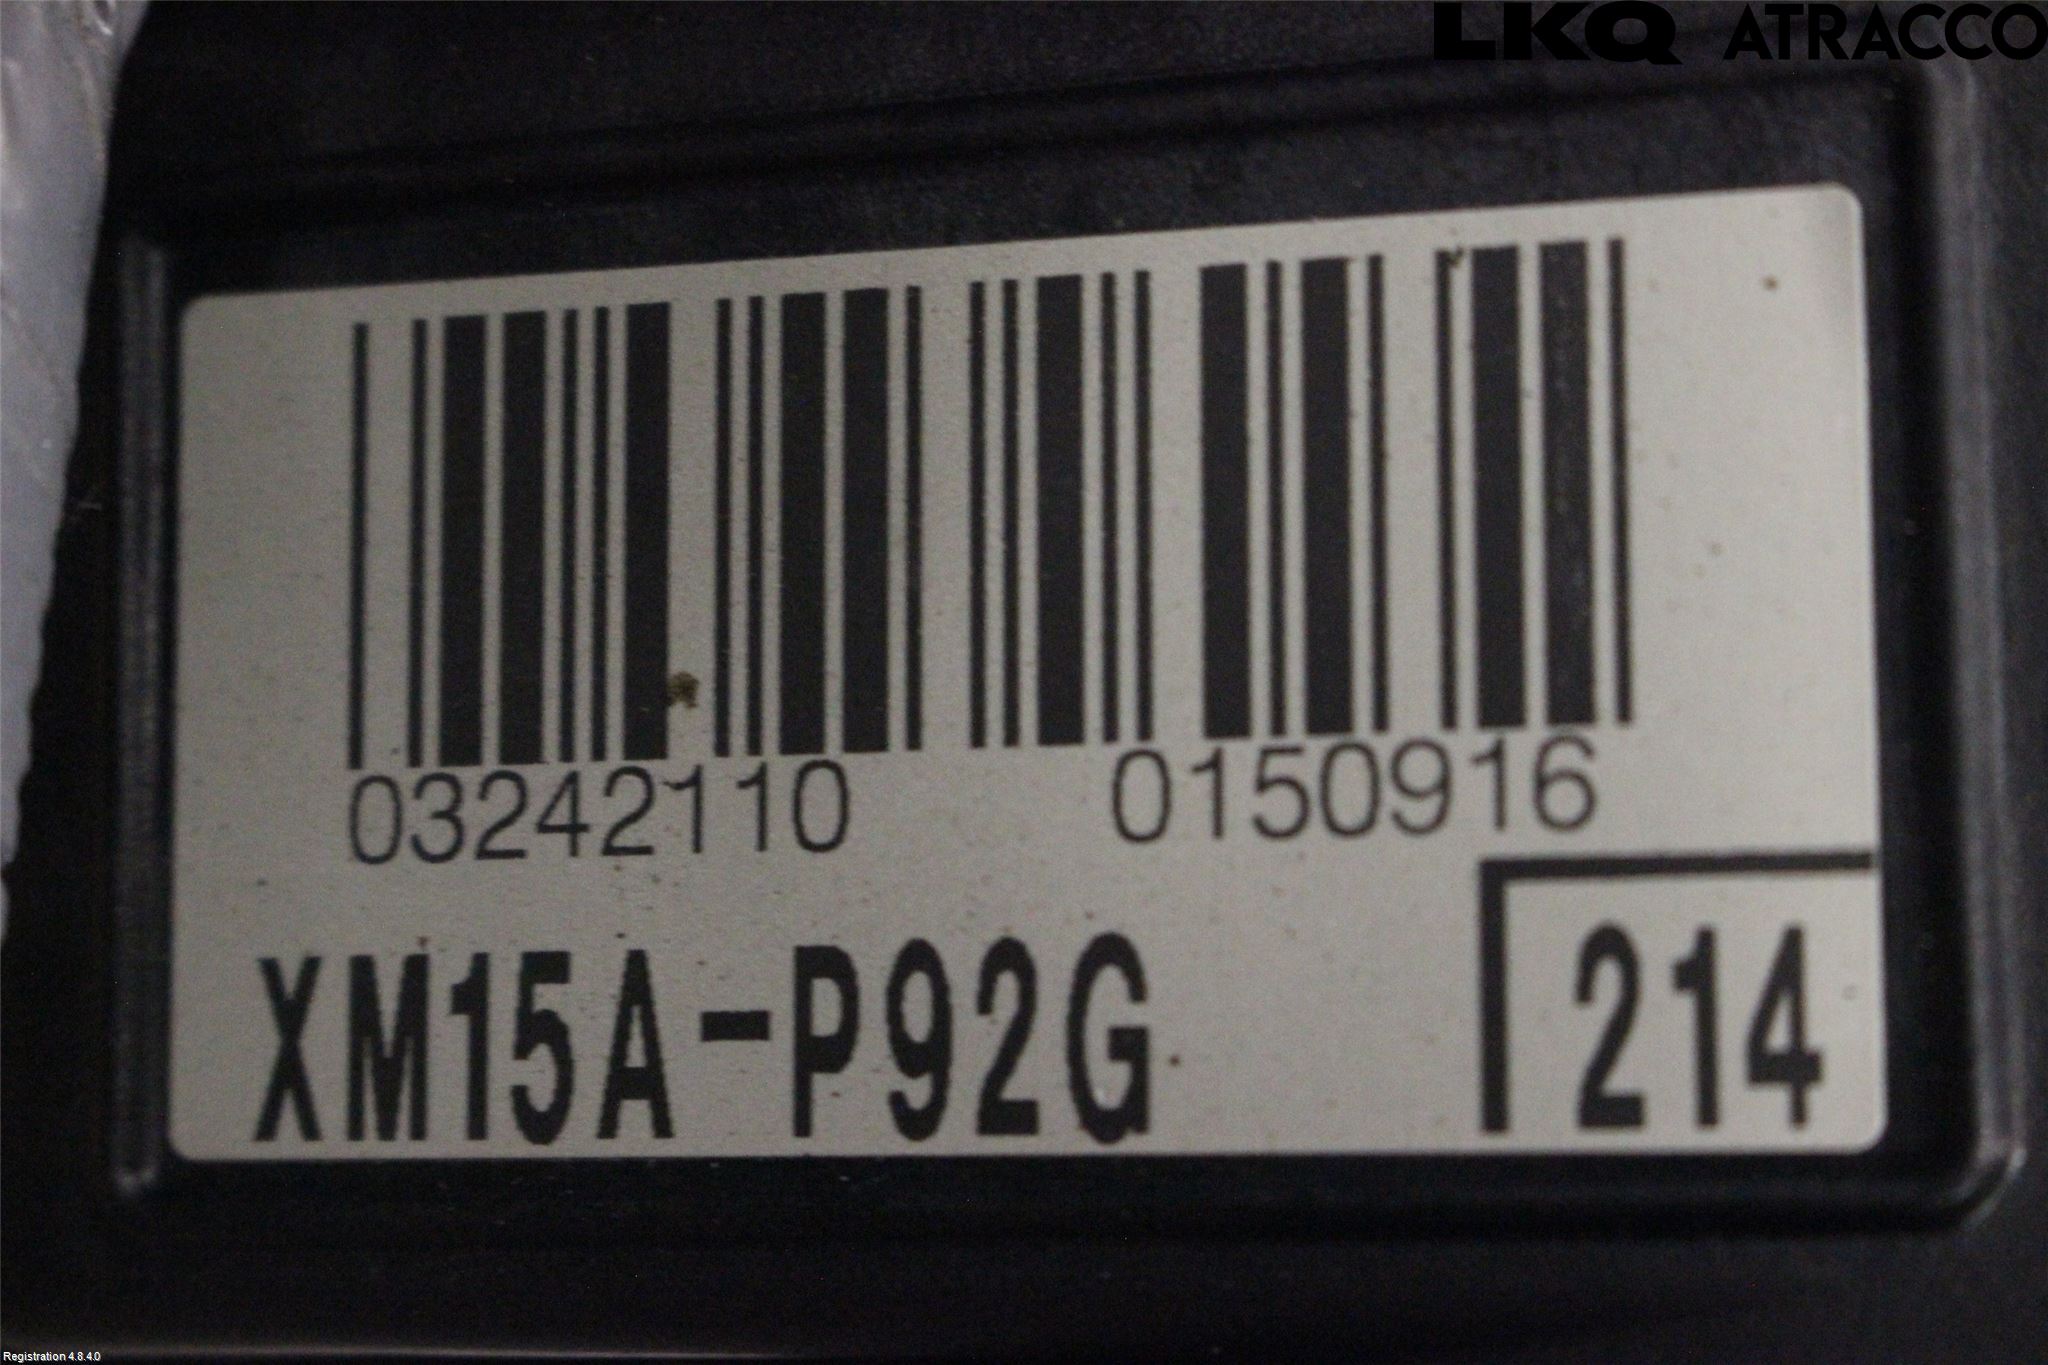 LKQ ATRACCO
03242110 0150916
XM15A-P92G 214
Registration 4.8.4.0